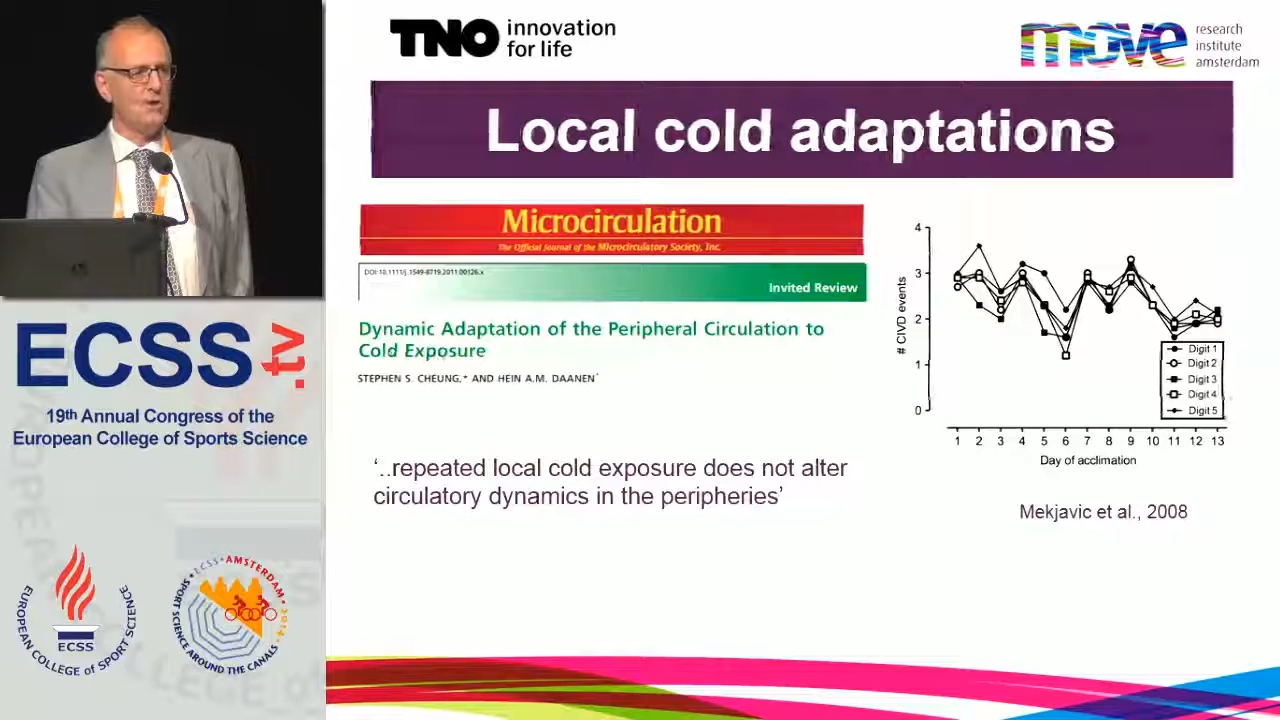 TNO innovation
for life
move research
institute
amsterdam
Local cold adaptations
Microcirculation
The Official Journal of the Microcirculatory Society, Inc.
DOI:10.1111/j.1549-8719.2011.00126.x
Invited Review
Dynamic Adaptation of the Peripheral Circulation to
Cold Exposure
STEPHEN S. CHEUNG,* AND HEIN A.M. DAANEN
‘..repeated local cold exposure does not alter
circulatory dynamics in the peripheries’
# CIVD events
4
3
2
1
0
Digit 1
Digit 2
Digit 3
Digit 4
Digit 5
1 2 3 4 5 6 7 8 9 10 11 12 13
Day of acclimation
Mekjavic et al., 2008
ECSS.tv
19th Annual Congress of the
European College of Sports Science
EUROPEAN COLLEGE of SPORT SCIENCE
ECSS
ECSS • AMSTERDAM • 2014
SPORT SCIENCE AROUND THE CANALS